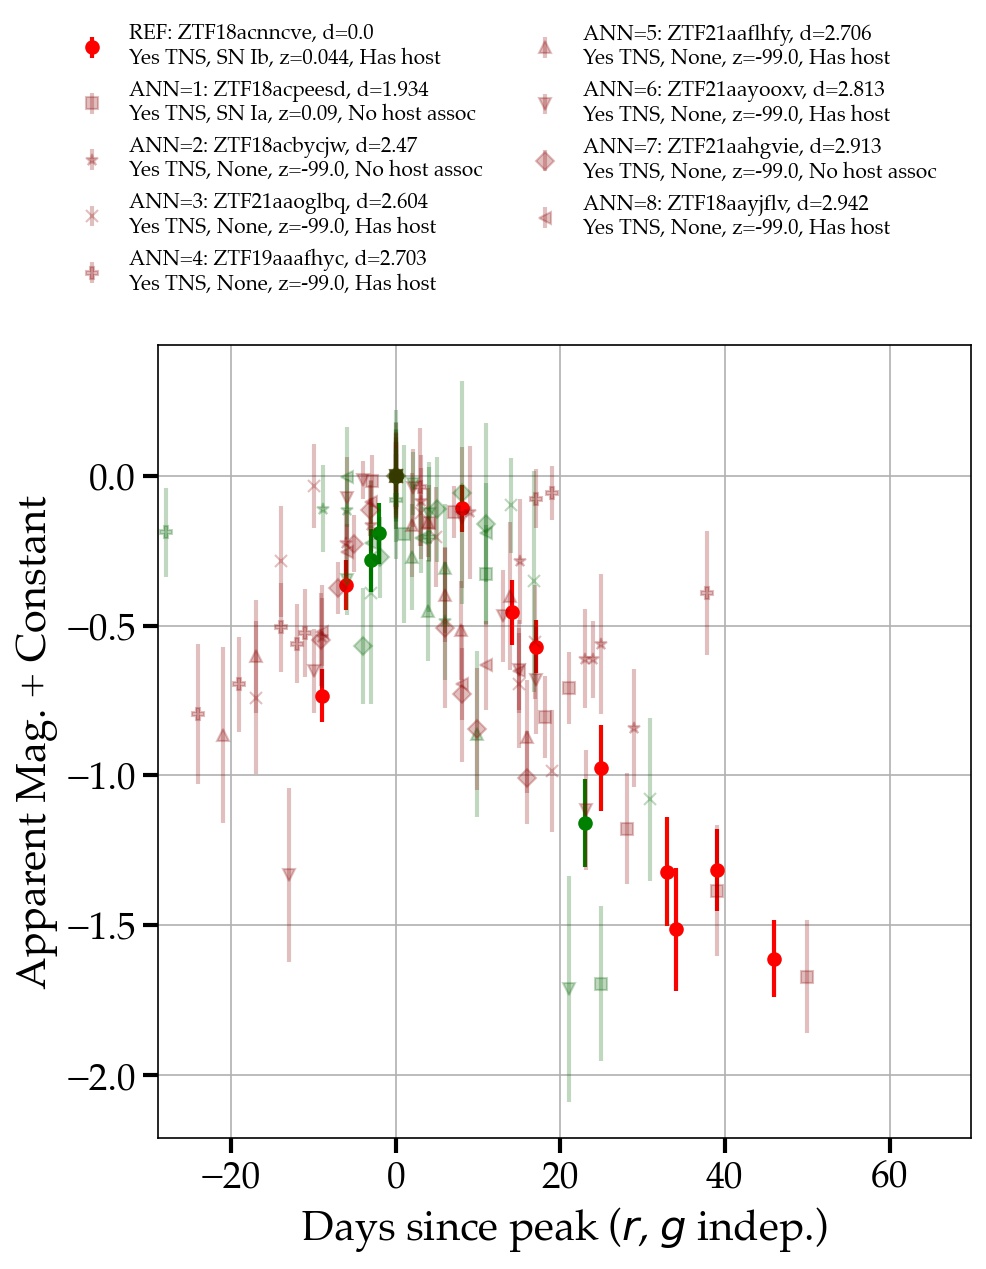 REF: ZTF18acnncve, d=0.0
Yes TNS, SN Ib, z=0.044, Has host
ANN=1: ZTF18acpeesd, d=1.934
Yes TNS, SN Ia, z=0.09, No host assoc
ANN=2: ZTF18acbycjw, d=2.47
Yes TNS, None, z=-99.0, No host assoc
ANN=3: ZTF21aaoglbq, d=2.604
Yes TNS, None, z=-99.0, Has host
ANN=4: ZTF19aaafhyc, d=2.703
Yes TNS, None, z=-99.0, Has host
ANN=5: ZTF21aaflhfy, d=2.706
Yes TNS, None, z=-99.0, Has host
ANN=6: ZTF21aayooxv, d=2.813
Yes TNS, None, z=-99.0, Has host
ANN=7: ZTF21aahgvie, d=2.913
Yes TNS, None, z=-99.0, No host assoc
ANN=8: ZTF18aayjflv, d=2.942
Yes TNS, None, z=-99.0, Has host
Apparent Mag. + Constant
0.0
−0.5
−1.0
−1.5
−2.0
−20 0 20 40 60
Days since peak (r, g indep.)